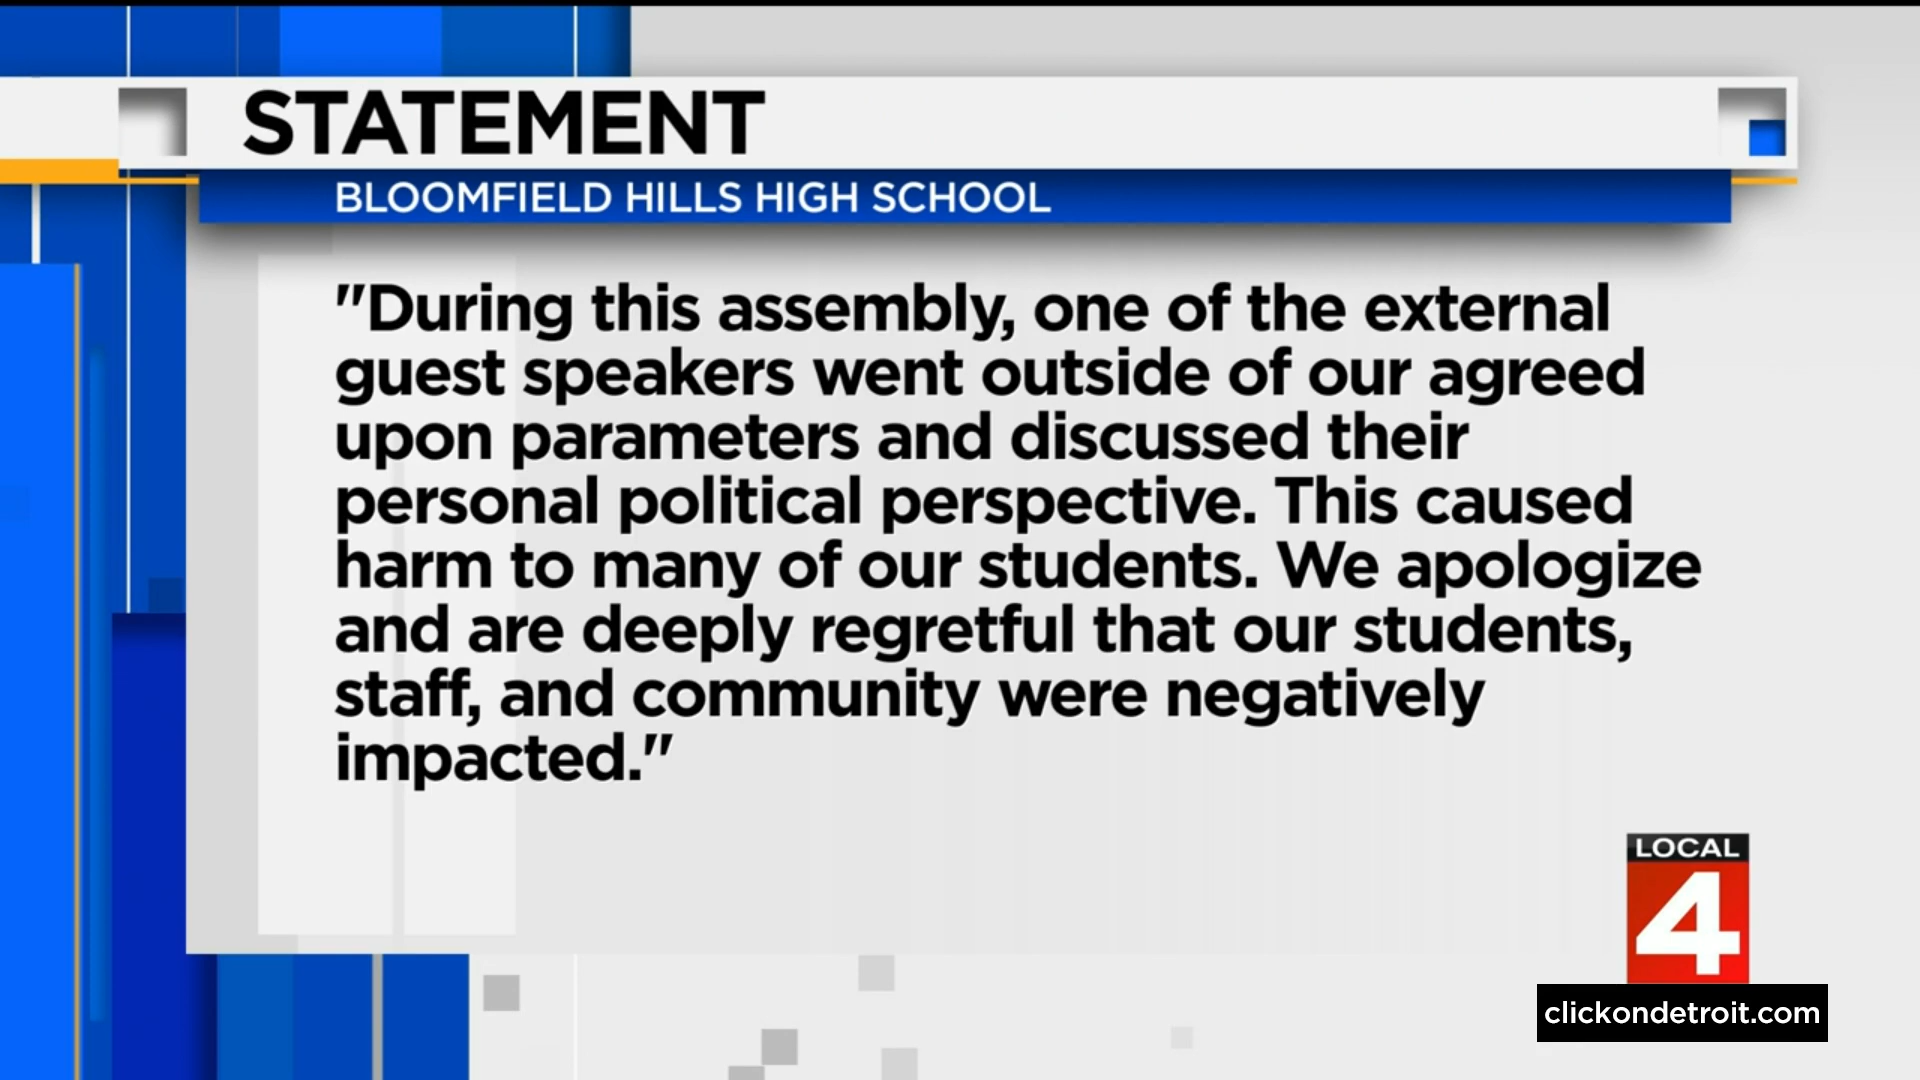 STATEMENT
BLOOMFIELD HILLS HIGH SCHOOL
"During this assembly, one of the external
guest speakers went outside of our agreed
upon parameters and discussed their
personal political perspective. This caused
harm to many of our students. We apologize
and are deeply regretful that our students,
staff, and community were negatively
impacted."
LOCAL
4
clickondetroit.com